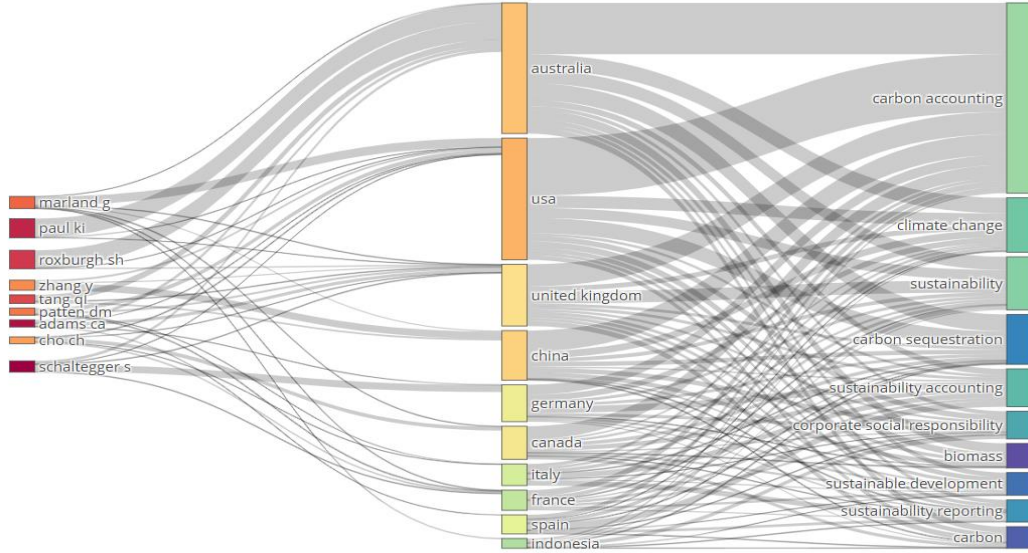 marland g
paul ki
roxburgh sh
zhang y
tang ql
patten dm
adams ca
cho ch
schaltegger s
australia
usa
united kingdom
china
germany
canada
italy
france
spain
indonesia
carbon accounting
climate change
sustainability
carbon sequestration
sustainability accounting
corporate social responsibility
biomass
sustainable development
sustainability reporting
carbon